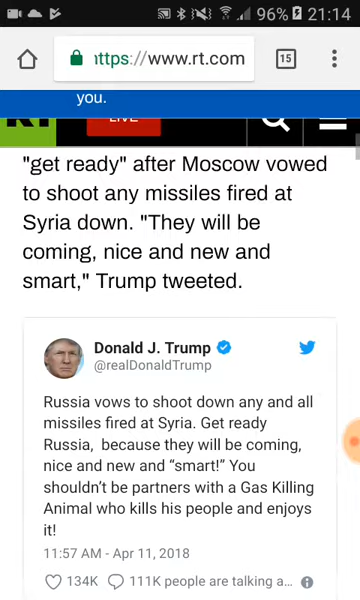 96% 21:14
https://www.rt.com
15
you.
RT
LIVE
"get ready" after Moscow vowed
to shoot any missiles fired at
Syria down. "They will be
coming, nice and new and
smart," Trump tweeted.
Donald J. Trump
@realDonaldTrump
Russia vows to shoot down any and all
missiles fired at Syria. Get ready
Russia, because they will be coming,
nice and new and “smart!” You
shouldn’t be partners with a Gas Killing
Animal who kills his people and enjoys
it!
11:57 AM - Apr 11, 2018
134K 111K people are talking a...